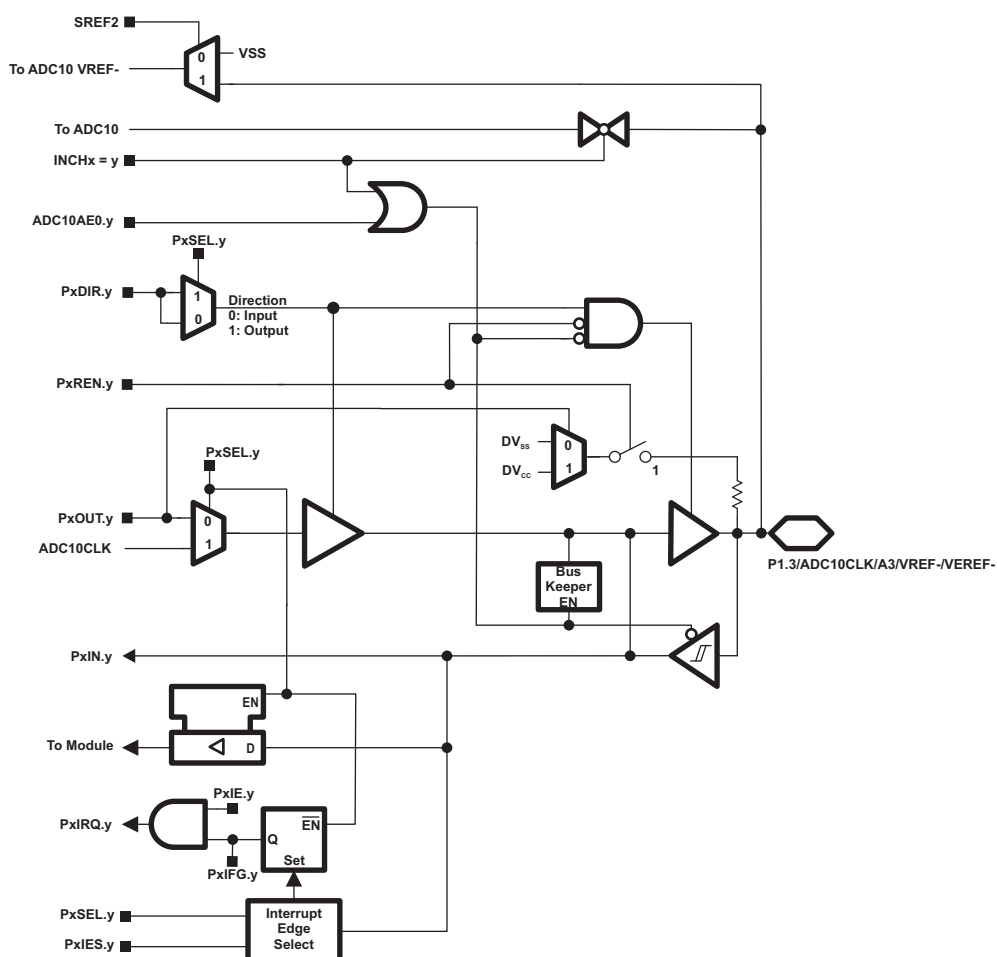 SREF2
0
VSS
To ADC10 VREF-
1
To ADC10
INCHx = y
ADC10AE0.y
PxSEL.y
PxDIR.y
1
0
Direction
0: Input
1: Output
PxREN.y
DVSS
0
DVCC
1
1
PxSEL.y
PxOUT.y
0
ADC10CLK
1
P1.3/ADC10CLK/A3/VREF-/VEREF-
Bus
Keeper
EN
PxIN.y
EN
To Module
D
PxIE.y
PxIRQ.y
EN
Q
Set
PxIFG.y
PxSEL.y
PxIES.y
Interrupt
Edge
Select